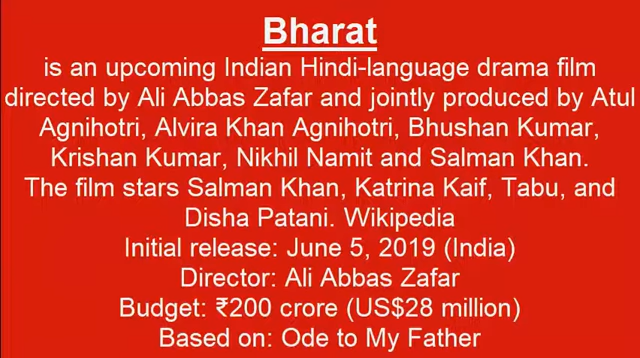 Bharat
is an upcoming Indian Hindi-language drama film
directed by Ali Abbas Zafar and jointly produced by Atul
Agnihotri, Alvira Khan Agnihotri, Bhushan Kumar,
Krishan Kumar, Nikhil Namit and Salman Khan.
The film stars Salman Khan, Katrina Kaif, Tabu, and
Disha Patani. Wikipedia
Initial release: June 5, 2019 (India)
Director: Ali Abbas Zafar
Budget: ₹200 crore (US$28 million)
Based on: Ode to My Father